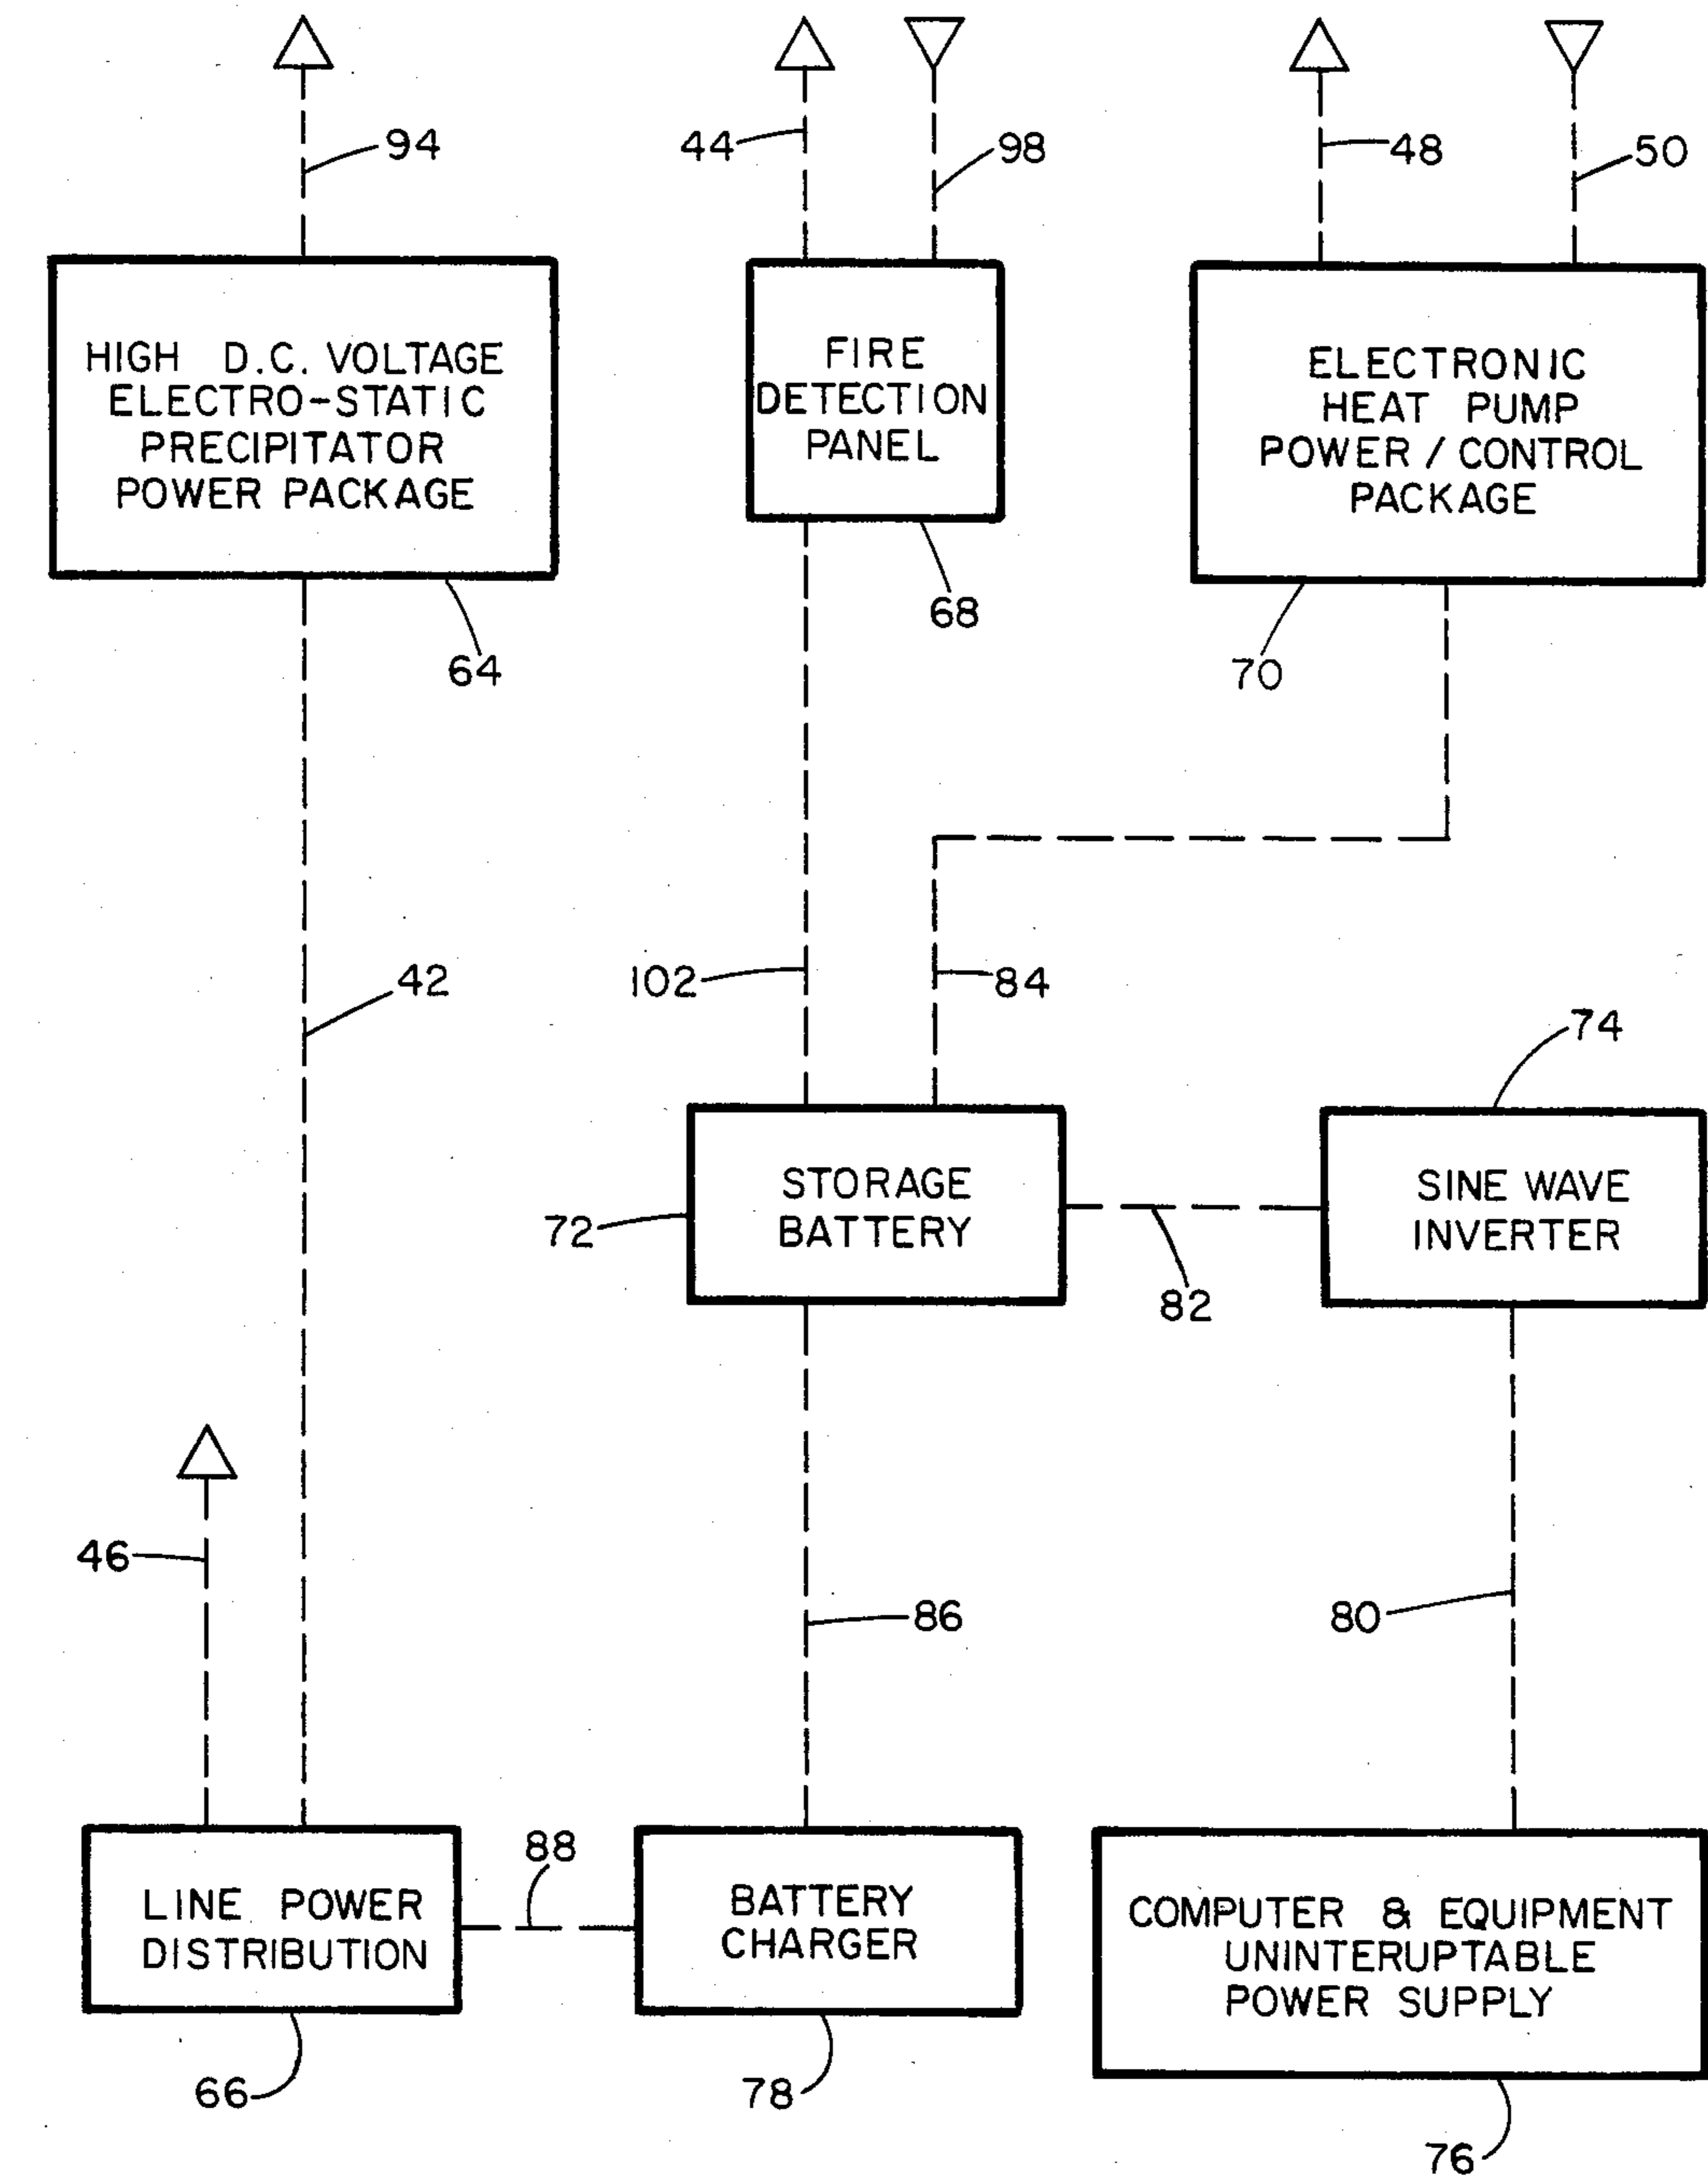 94
44
98
48
50
HIGH D.C. VOLTAGE
ELECTRO-STATIC
PRECIPITATOR
POWER PACKAGE
64
FIRE
DETECTION
PANEL
68
ELECTRONIC
HEAT PUMP
POWER / CONTROL
PACKAGE
70
42
102
84
74
STORAGE
BATTERY
72
82
SINE WAVE
INVERTER
46
86
80
LINE POWER
DISTRIBUTION
66
88
BATTERY
CHARGER
78
COMPUTER & EQUIPMENT
UNINTERUPTABLE
POWER SUPPLY
76